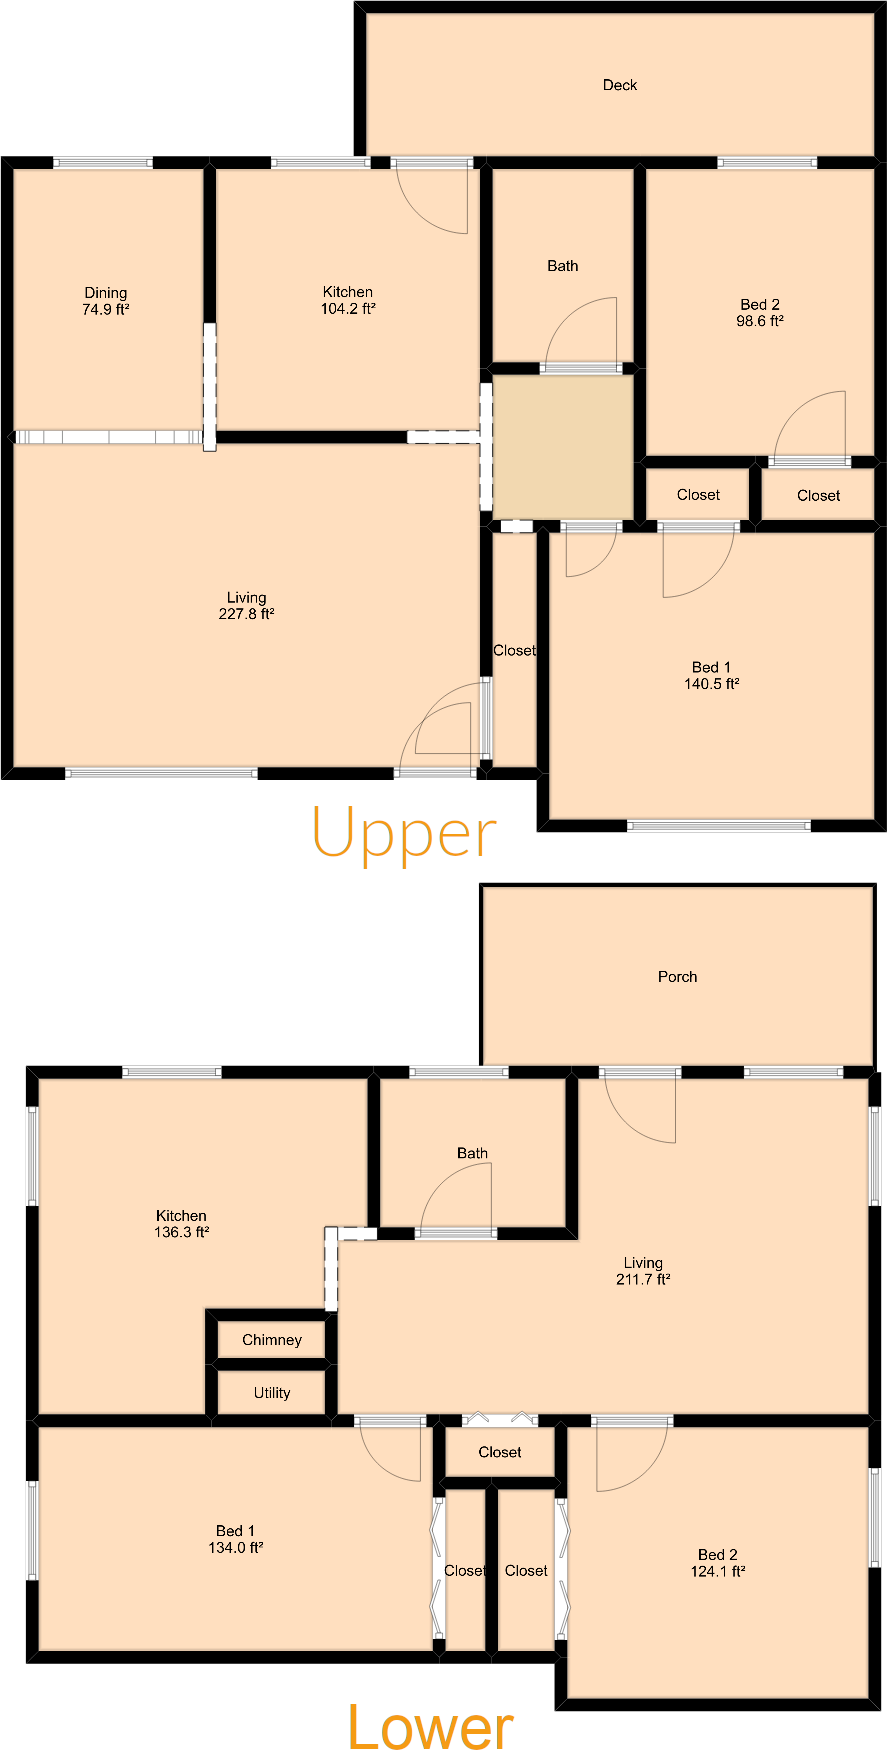 Deck
Bath
Dining
74.9 ft²
Kitchen
104.2 ft²
Bed 2
98.6 ft²
Closet
Closet
Living
227.8 ft²
Closet
Bed 1
140.5 ft²
Upper
Porch
Bath
Kitchen
136.3 ft²
Living
211.7 ft²
Chimney
Utility
Closet
Bed 1
134.0 ft²
Closet
Closet
Bed 2
124.1 ft²
Lower